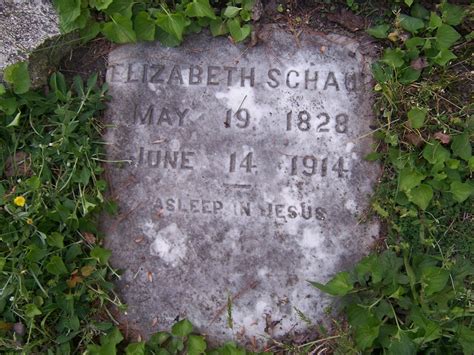 ELIZABETH SCHAU
MAY 19, 1828
JUNE 14, 1914
ASLEEP IN JESUS